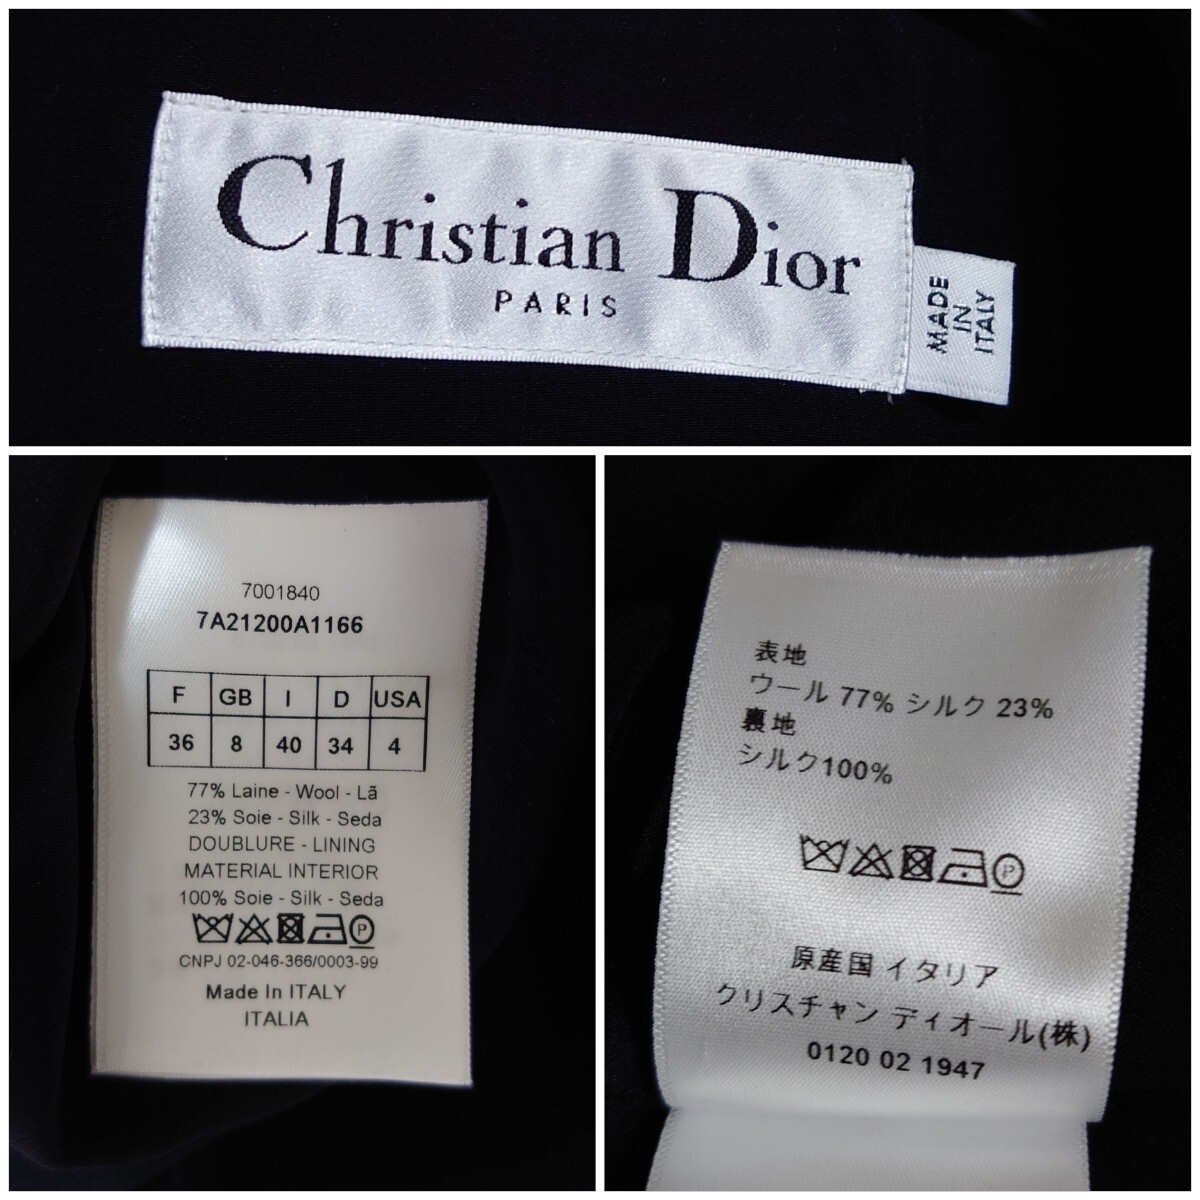 Christian Dior
PARIS
MADE
IN
ITALY
7001840
7A21200A1166
F GB I D USA
36 8 40 34 4
77% Laine - Wool - Lã
23% Soie - Silk - Seda
DOUBLURE - LINING
MATERIAL INTERIOR
100% Soie - Silk - Seda
P
CNPJ 02-046-366/0003-99
Made In ITALY
ITALIA
表地
ウール 77% シルク 23%
裏地
シルク100%
P
原産国 イタリア
クリスチャン ディオール(株)
0120 02 1947